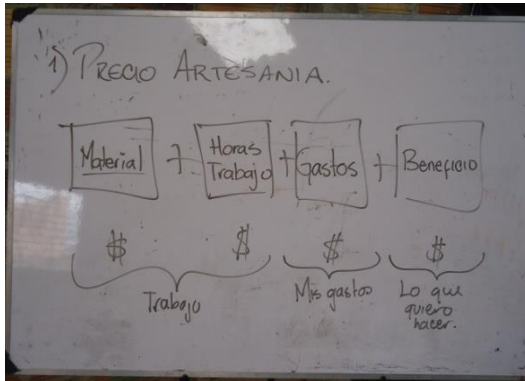 1) PRECIO ARTESANIA.
Material + Horas Trabajo + Gastos + Beneficio
$ $ $ $
Trabajo Mis gastos Lo que quiero hacer.